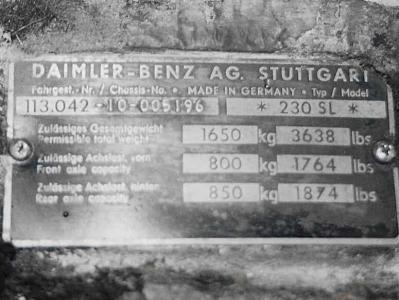 DAIMLER-BENZ AG. STUTTGART
Fahrgest.-Nr. / Chassis-No. • MADE IN GERMANY • Typ / Model
113.042-10-005196 * 230 SL *
Zulässiges Gesamtgewicht
Permissible total weight 1650 kg 3638 lbs
Zulässige Achslast, vorn
Front axle capacity 800 kg 1764 lbs
Zulässige Achslast, hinten
Rear axle capacity 850 kg 1874 lbs